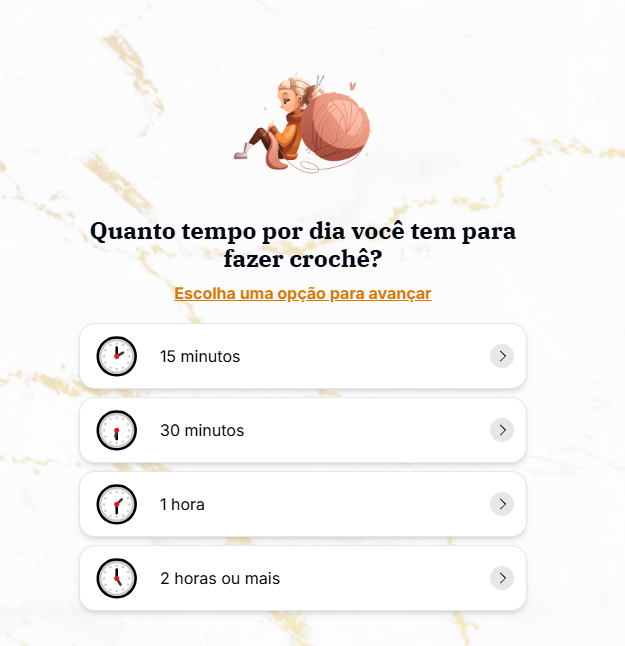 Quanto tempo por dia você tem para
fazer crochê?
Escolha uma opção para avançar
15 minutos
30 minutos
1 hora
2 horas ou mais